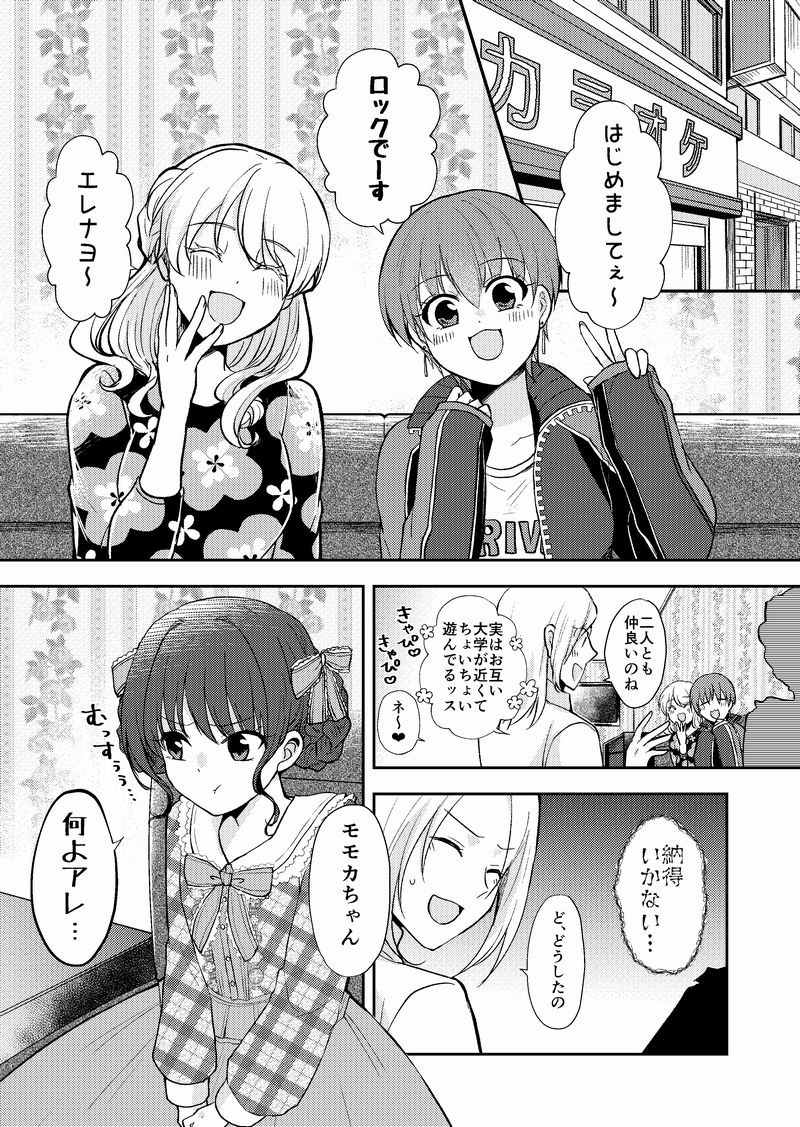 カラオケ
はじめましてぇ〜
ロックでーす
エレナヨ〜
RIV
二人とも
仲良いのね
実はお互い
大学が近くて
ちょいちょい
遊んでるッス
きゃぴ♡
きゃぴ♡
ネ〜♥
納得
いかない…
ど、どうしたの
モモカちゃん
むっすぅぅ…
何よアレ…